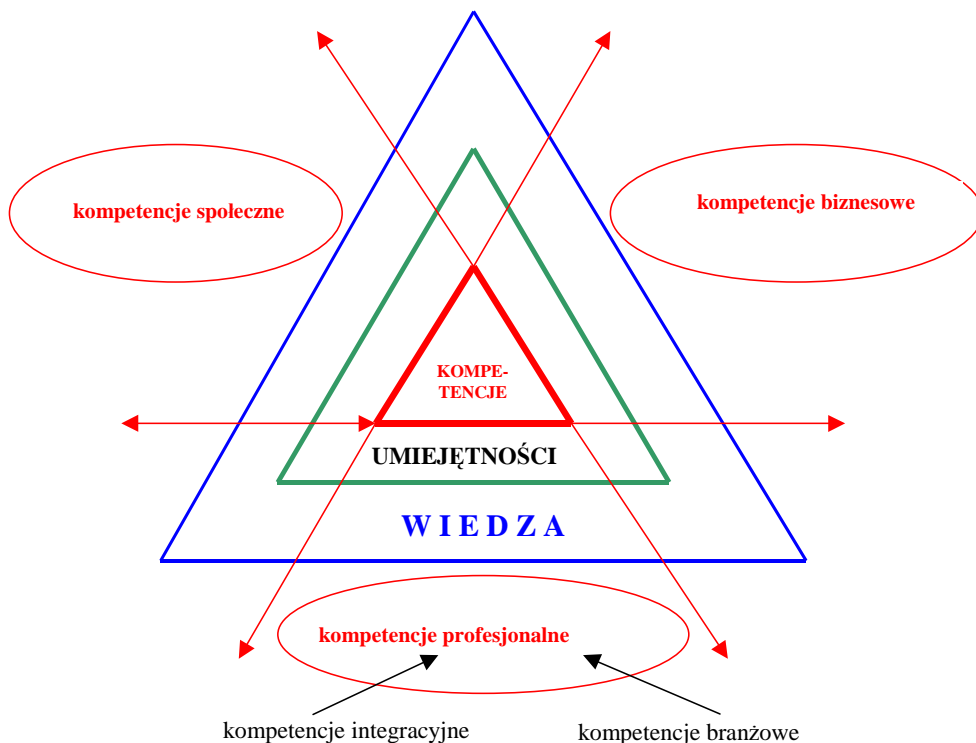 kompetencje społeczne
kompetencje biznesowe
KOMPE-
TENCJE
UMIEJĘTNOŚCI
W I E D Z A
kompetencje profesjonalne
kompetencje integracyjne
kompetencje branżowe